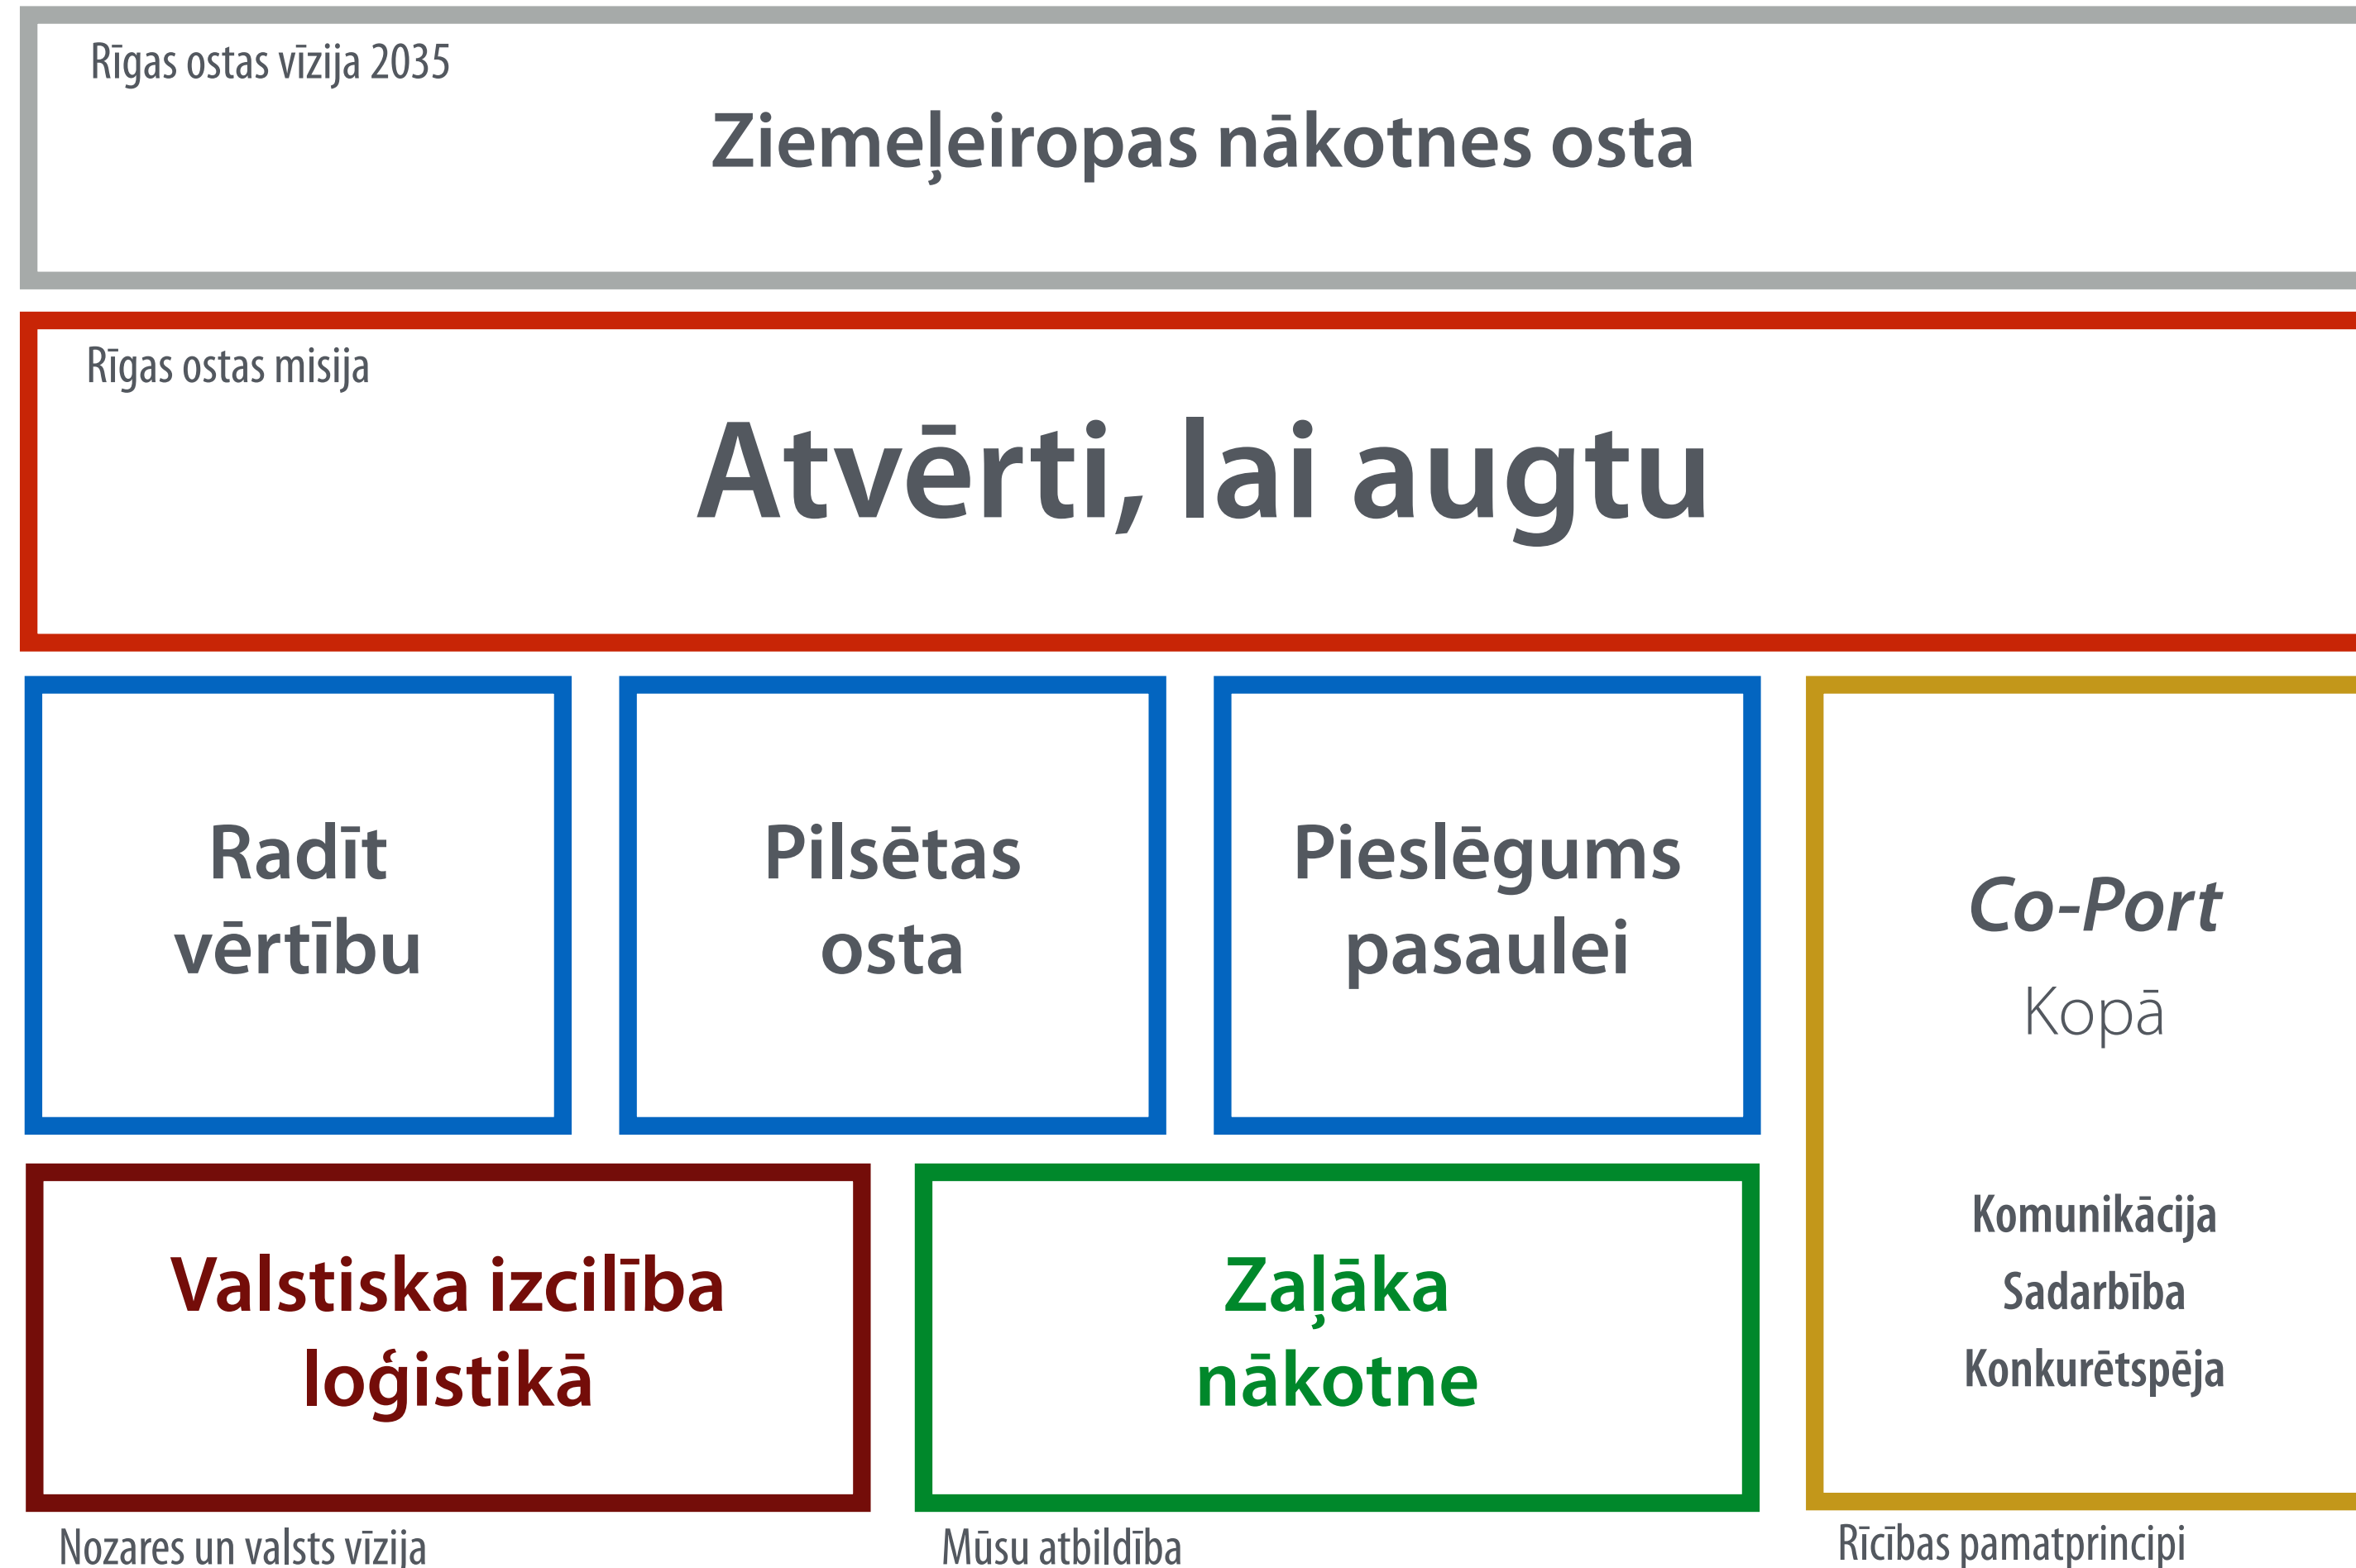 Rīgas ostas vīzija 2035
Ziemeļeiropas nākotnes osta
Rīgas ostas misija
Atvērti, lai augtu
Radīt
vērtību
Pilsētas
osta
Pieslēgums
pasaulei
Co-Port
Kopā
Komunikācija
Sadarbība
Konkurētspēja
Valstiska izcilība
loģistikā
Zaļāka
nākotne
Nozares un valsts vīzija
Mūsu atbildība
Rīcības pamatprincipi